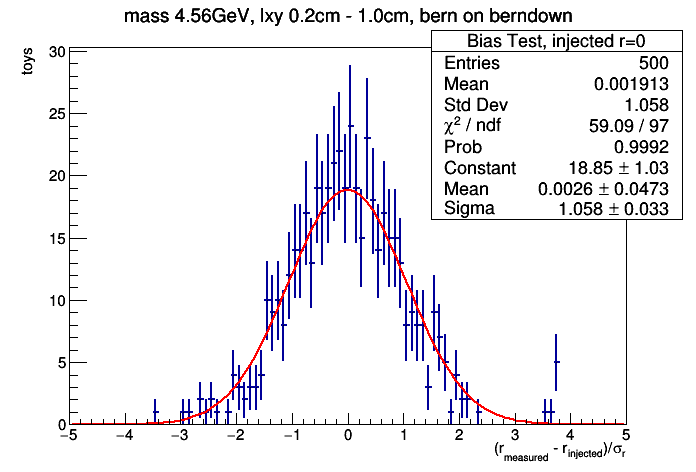 mass 4.56GeV, lxy 0.2cm - 1.0cm, bern on berndown
Bias Test, injected r=0
Entries 500
Mean 0.001913
Std Dev 1.058
χ² / ndf 59.09 / 97
Prob 0.9992
Constant 18.85 ± 1.03
Mean 0.0026 ± 0.0473
Sigma 1.058 ± 0.033
toys
30
25
20
15
10
5
0
−5 −4 −3 −2 −1 0 1 2 3 4 5
(r_measured - r_injected)/σ_r